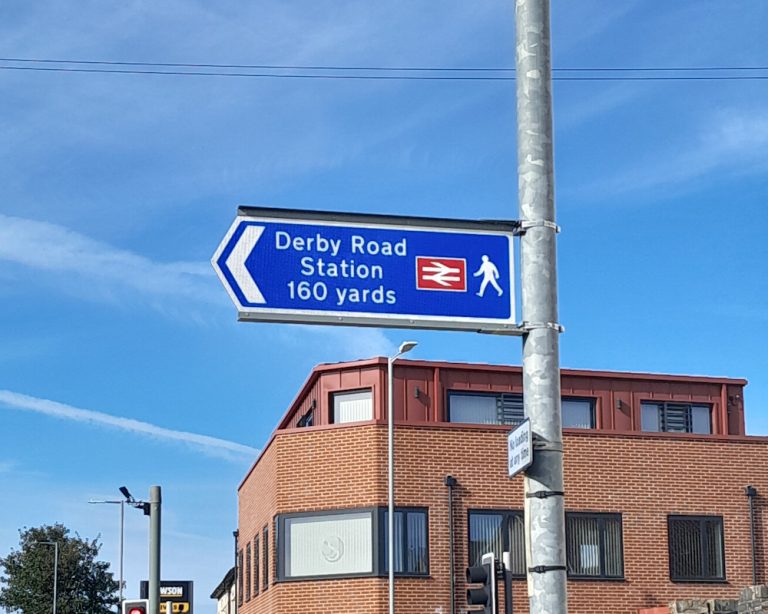 Derby Road
Station
160 yards
No loading
at any time